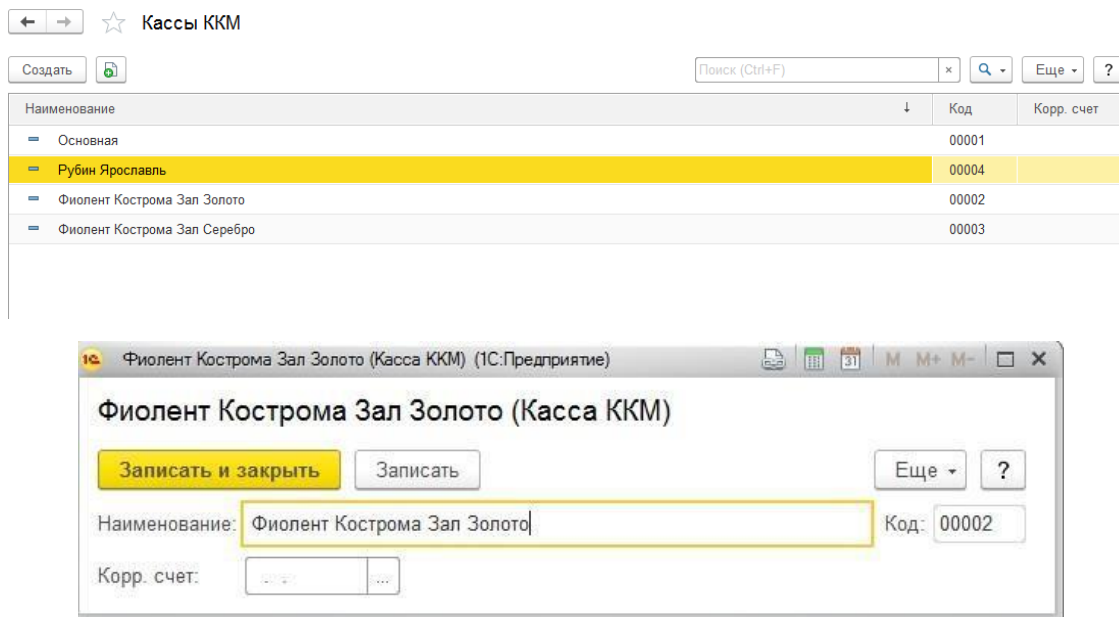 Кассы ККМ
Создать Поиск (Ctrl+F) × Еще ?
Наименование ↓ Код Корр. счет
Основная 00001
Рубин Ярославль 00004
Фиолент Кострома Зал Золото 00002
Фиолент Кострома Зал Серебро 00003
1С Фиолент Кострома Зал Золото (Касса ККМ) (1С:Предприятие) 31 M M+ M-
Фиолент Кострома Зал Золото (Касса ККМ)
Записать и закрыть Записать Еще ?
Наименование: Фиолент Кострома Зал Золото Код: 00002
Корр. счет: . . ...